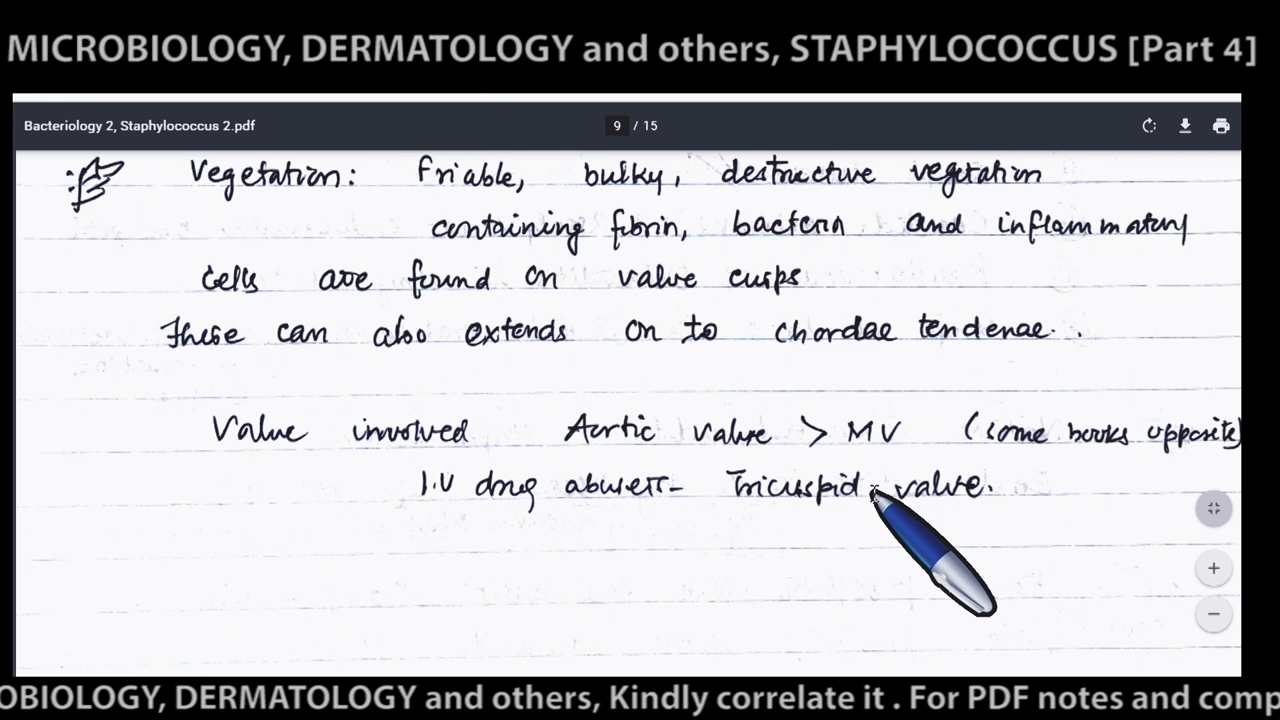 MICROBIOLOGY, DERMATOLOGY and others, STAPHYLOCOCCUS [Part 4]
Bacteriology 2, Staphylococcus 2.pdf 9 / 15
Vegetation: Friable, bulky, destructive vegetation
containing fibrin, bacteria and inflammatory
cells are found on valve cusps
These can also extends on to chordae tendenae.
Value involved Aortic valve > MV (some books opposite)
I.V drug abusers - Tricuspid valve.
OBIOLOGY, DERMATOLOGY and others, Kindly correlate it . For PDF notes and comp